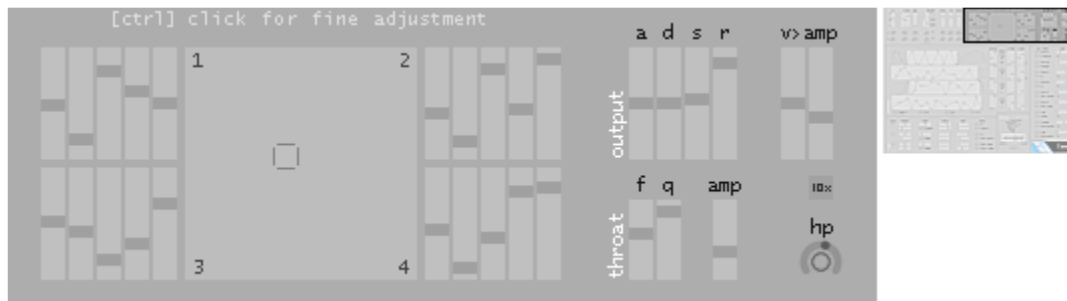 [ctrl] click for fine adjustment
a d s r v> amp
1 2
output
f q amp 10x
throat
hp
3 4